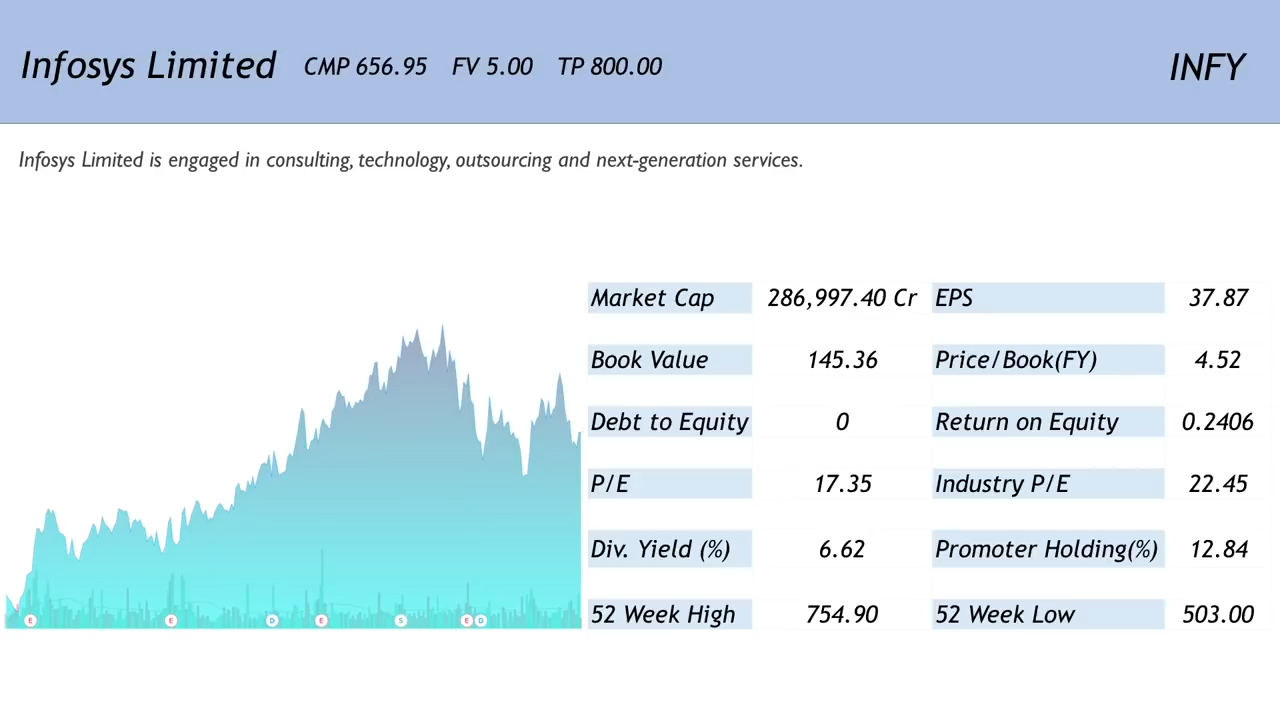 Infosys Limited CMP 656.95 FV 5.00 TP 800.00 INFY
Infosys Limited is engaged in consulting, technology, outsourcing and next-generation services.
Market Cap 286,997.40 Cr EPS 37.87
Book Value 145.36 Price/Book(FY) 4.52
Debt to Equity 0 Return on Equity 0.2406
P/E 17.35 Industry P/E 22.45
Div. Yield (%) 6.62 Promoter Holding(%) 12.84
52 Week High 754.90 52 Week Low 503.00
E E D E S E D